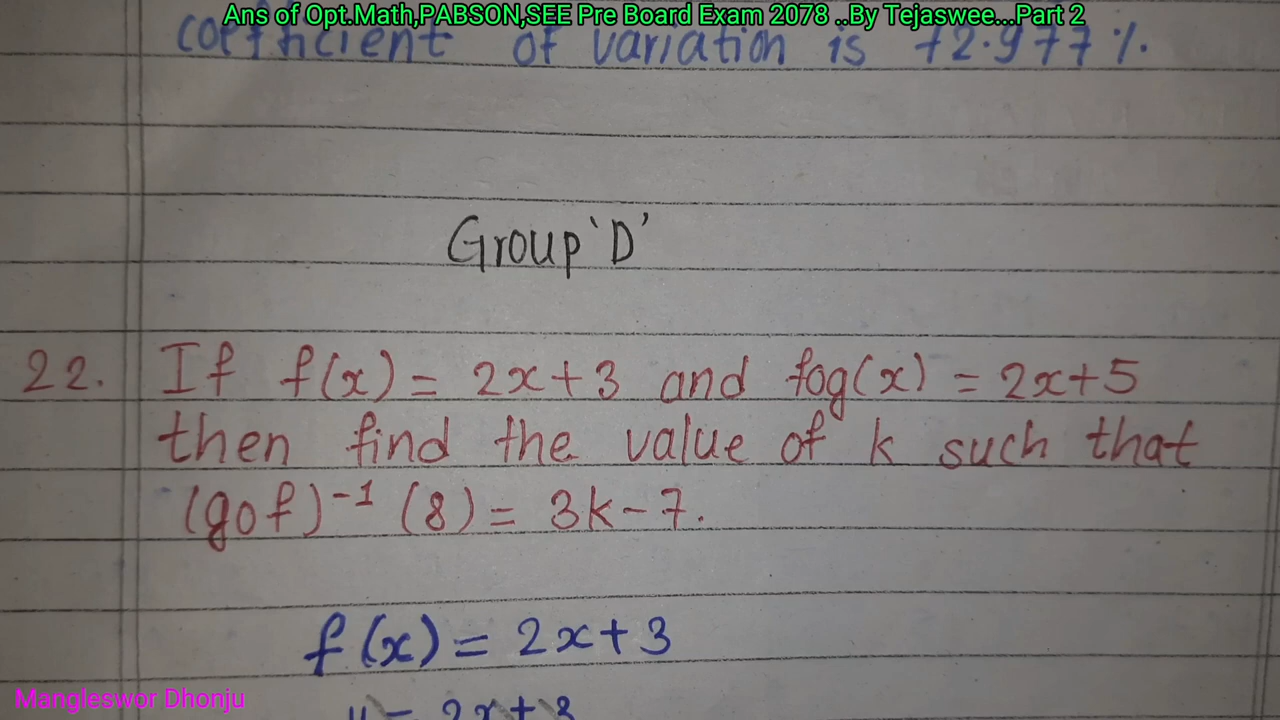 Ans of Opt.Math,PABSON,SEE Pre Board Exam 2078 ..By Tejaswee...Part 2
coefficient of variation is 72.977%.
Group 'D'
22. If f(x) = 2x+3 and fog(x) = 2x+5
then find the value of k such that
(gof)⁻¹ (8) = 3k-7.
f(x) = 2x+3
y = 2x+3
Mangleswor Dhonju